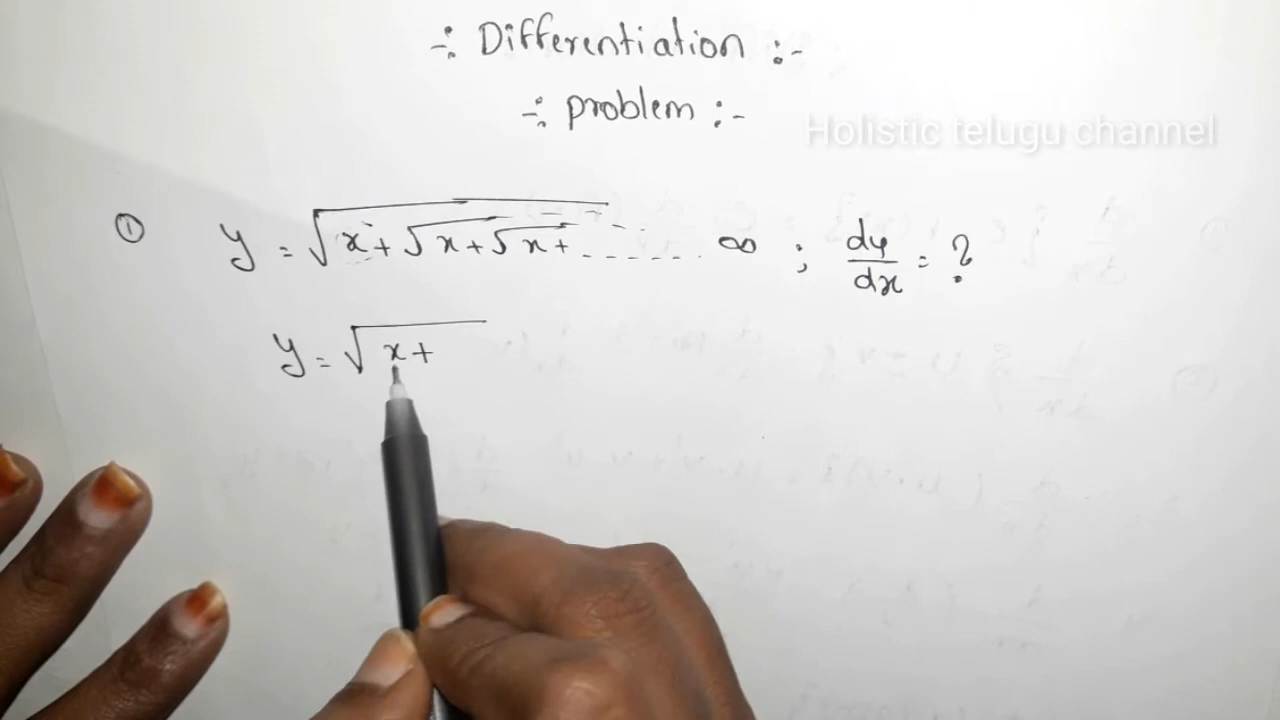 -: Differentiation :-
-: problem :-
Holistic telugu channel
① y = √x + √x + √x + ------- ∞ ; dy/dx = ?
y = √x +